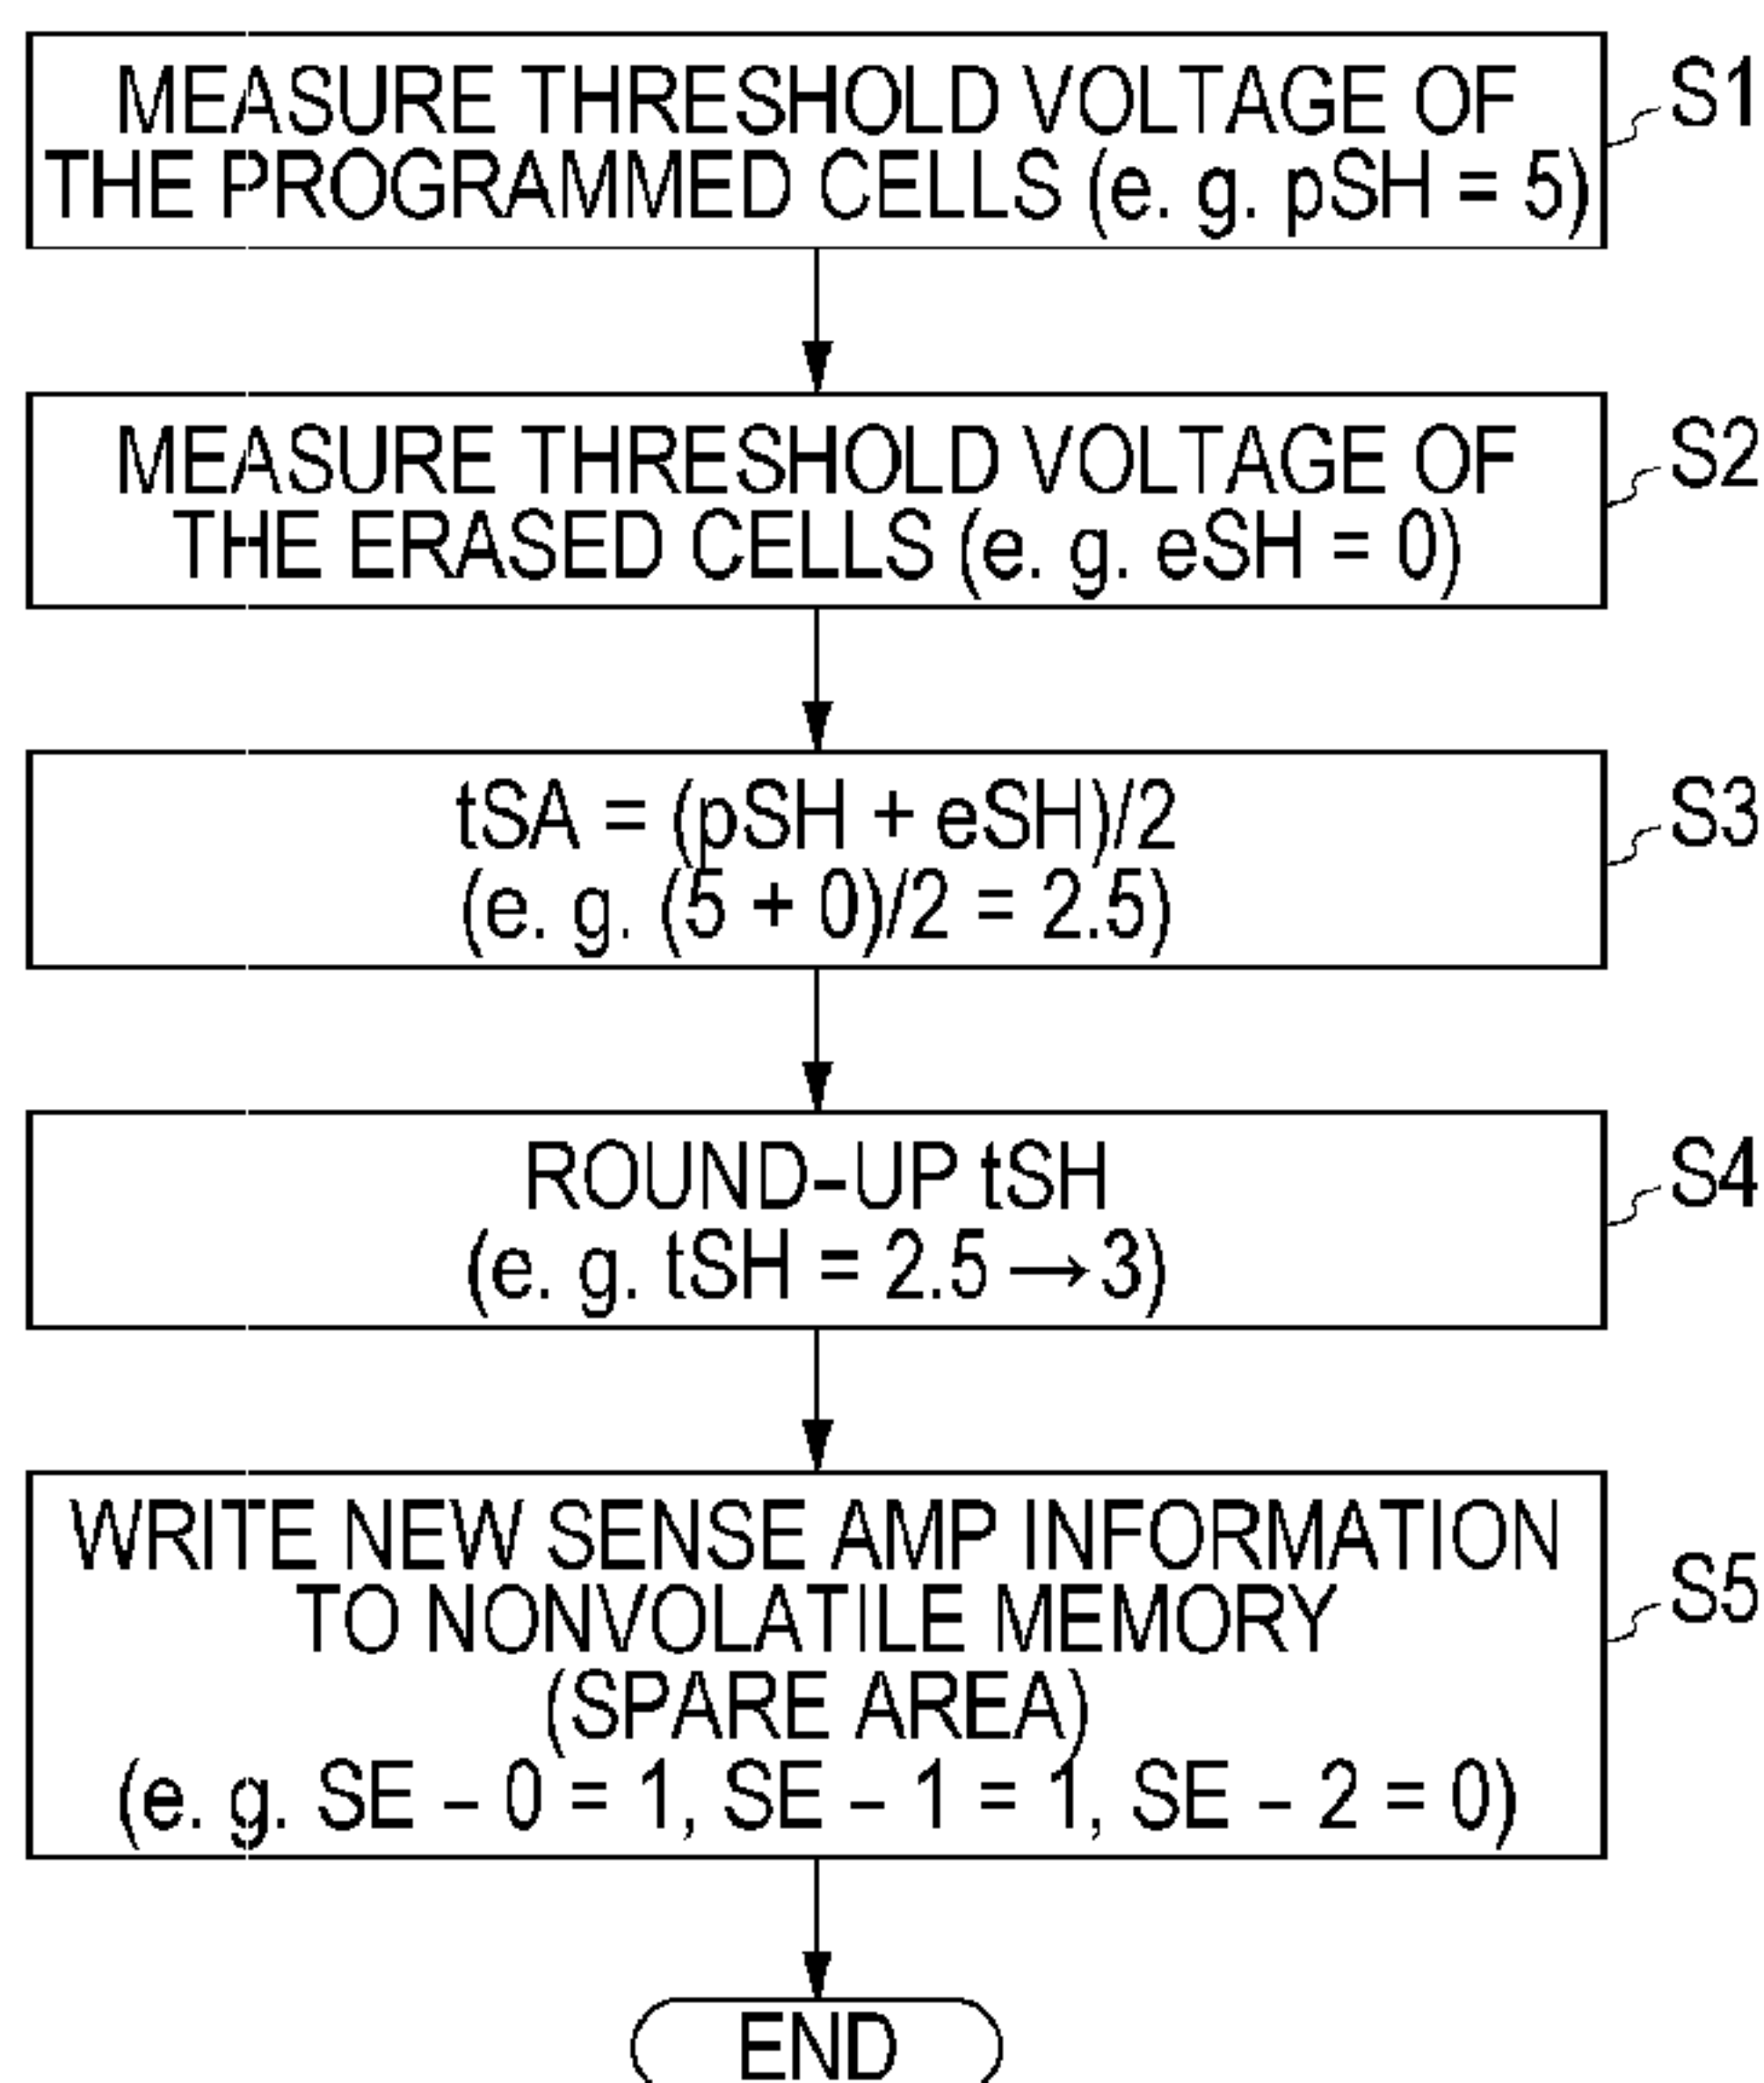 MEASURE THRESHOLD VOLTAGE OF
THE PROGRAMMED CELLS (e. g. pSH = 5)
S1
MEASURE THRESHOLD VOLTAGE OF
THE ERASED CELLS (e. g. eSH = 0)
S2
tSA = (pSH + eSH)/2
(e. g. (5 + 0)/2 = 2.5)
S3
ROUND-UP tSH
(e. g. tSH = 2.5 → 3)
S4
WRITE NEW SENSE AMP INFORMATION
TO NONVOLATILE MEMORY
(SPARE AREA)
(e. g. SE – 0 = 1, SE – 1 = 1, SE – 2 = 0)
S5
END